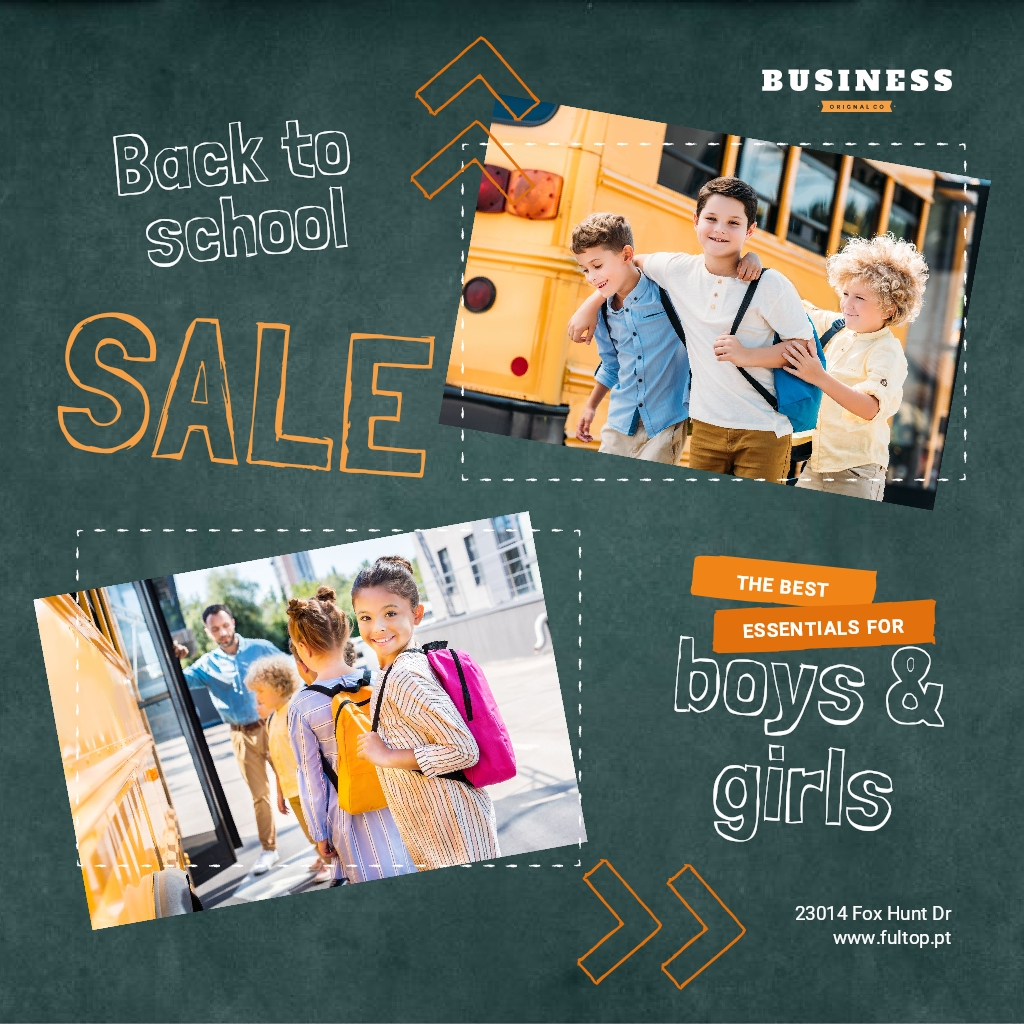 BUSINESS
ORIGNAL CO
Back to
school
SALE
THE BEST
ESSENTIALS FOR
boys &
girls
23014 Fox Hunt Dr
www.fultop.pt